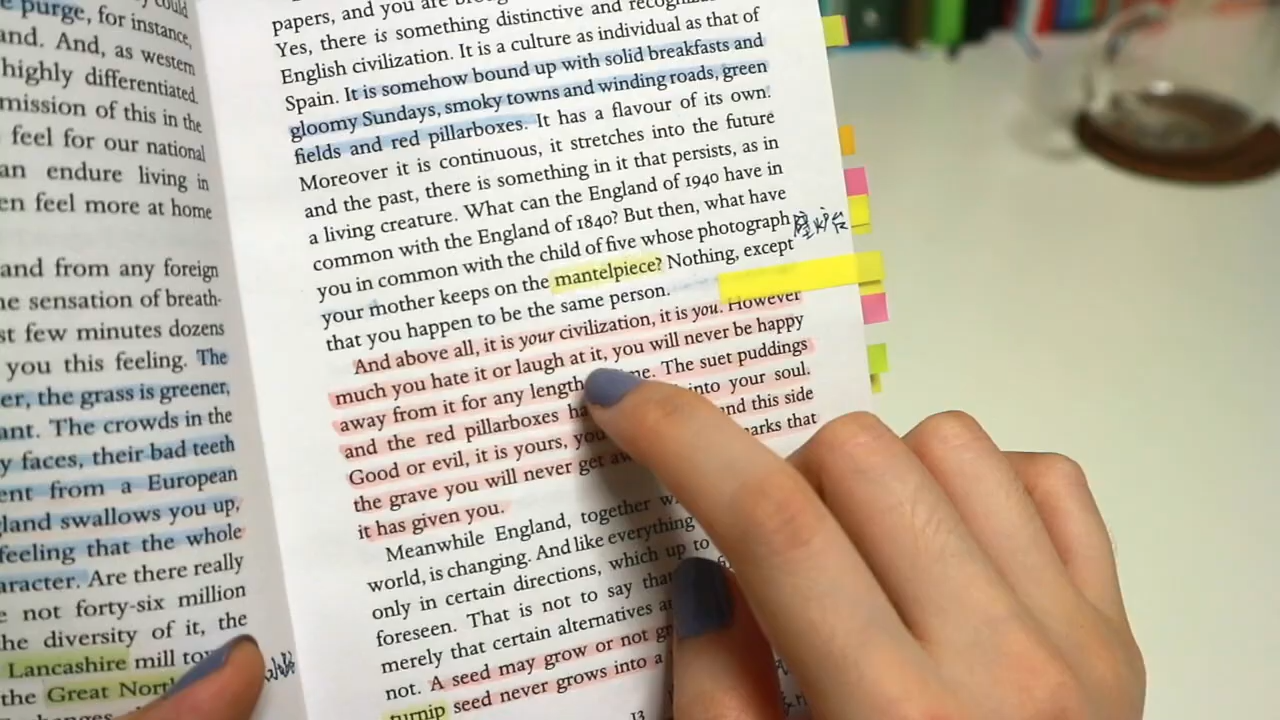 purge, for instance,
and. And, as western
highly differentiated.
mission of this in the
feel for our national
an endure living in
en feel more at home
and from any foreign
e sensation of breath-
st few minutes dozens
you this feeling. The
er, the grass is greener,
ant. The crowds in the
y faces, their bad teeth
ent from a European
gland swallows you up,
feeling that the whole
aracter. Are there really
not forty-six million
he diversity of it, the
Lancashire mill to
the Great Nort
papers, and you are
Yes, there is something distinctive and
English civilization. It is a culture as individual as that of
Spain. It is somehow bound up with solid breakfasts and
gloomy Sundays, smoky towns and winding roads, green
fields and red pillarboxes. It has a flavour of its own.
Moreover it is continuous, it stretches into the future
and the past, there is something in it that persists, as in
a living creature. What can the England of 1940 have in
common with the England of 1840? But then, what have
you in common with the child of five whose photograph
your mother keeps on the mantelpiece? Nothing, except
that you happen to be the same person.
And above all, it is your civilization, it is you. However
much you hate it or laugh at it, you will never be happy
away from it for any length me. The suet puddings
and the red pillarboxes ha into your soul.
Good or evil, it is yours, you and this side
the grave you will never get aw marks that
it has given you.
Meanwhile England, together w
world, is changing. And like everything
only in certain directions, which up to
foreseen. That is not to say that
merely that certain alternatives a
not. A seed may grow or not g
turnip seed never grows into a
13
壁炉台